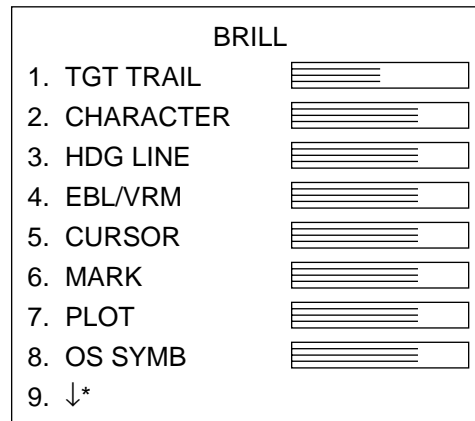 BRILL
1. TGT TRAIL
2. CHARACTER
3. HDG LINE
4. EBL/VRM
5. CURSOR
6. MARK
7. PLOT
8. OS SYMB
9. ↓*